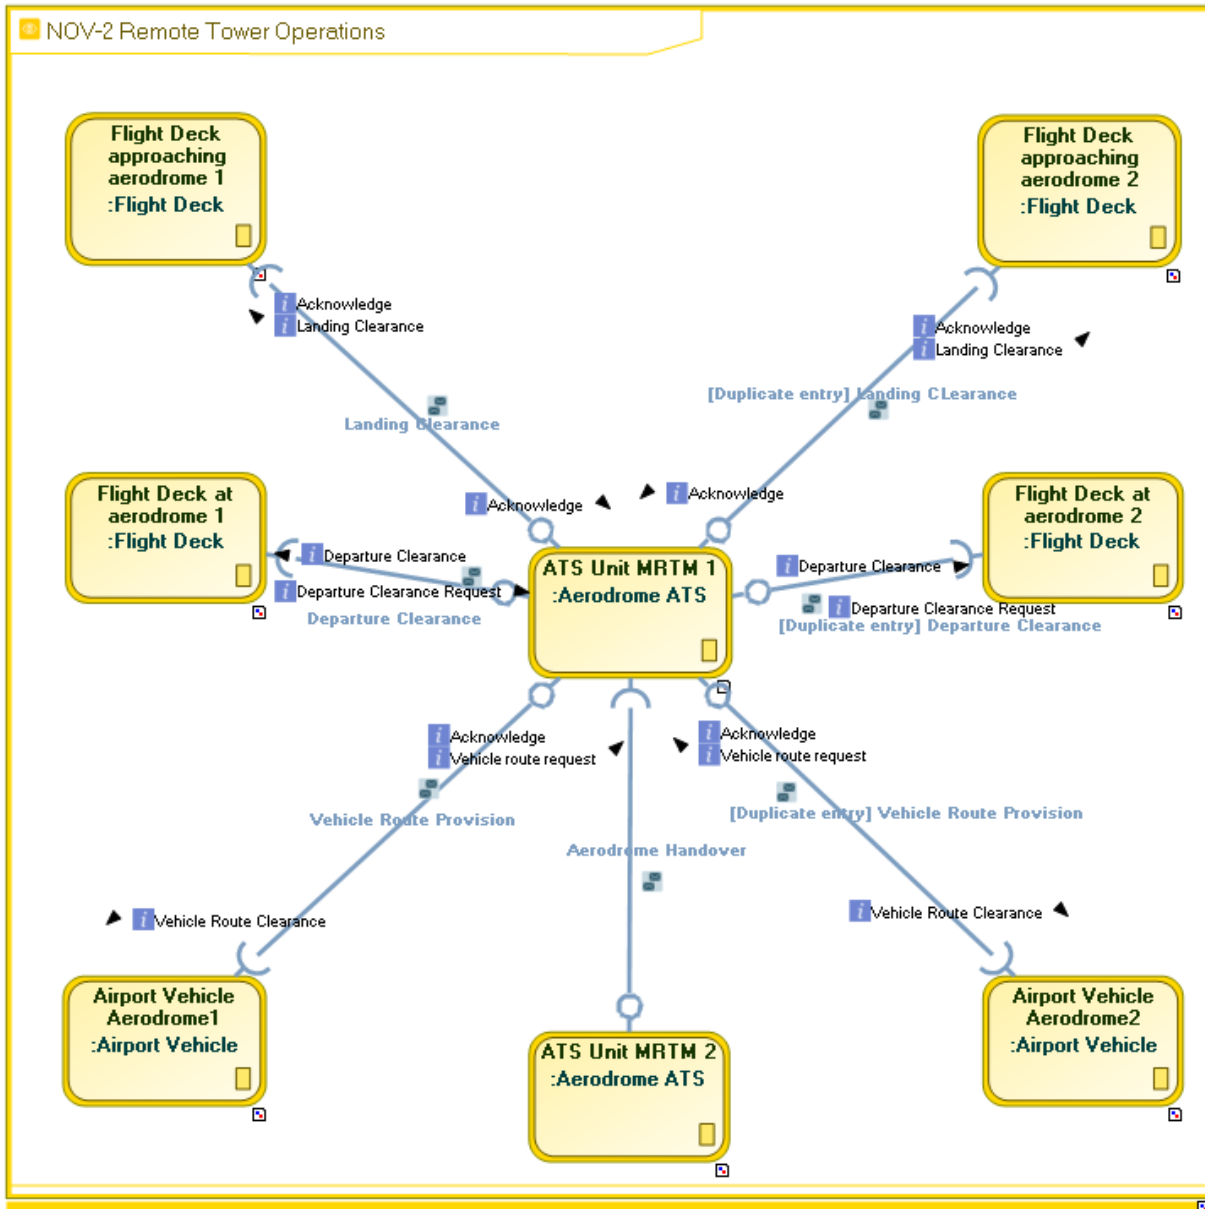 NOV-2 Remote Tower Operations
Flight Deck
approaching
aerodrome 1
:Flight Deck
Flight Deck
approaching
aerodrome 2
:Flight Deck
Acknowledge
Landing Clearance
Acknowledge
Landing Clearance
[Duplicate entry] Landing CLearance
Landing Clearance
Acknowledge
Acknowledge
Flight Deck at
aerodrome 1
:Flight Deck
Flight Deck at
aerodrome 2
:Flight Deck
Departure Clearance
Departure Clearance Request
Departure Clearance
ATS Unit MRTM 1
:Aerodrome ATS
Departure Clearance
Departure Clearance Request
[Duplicate entry] Departure Clearance
Acknowledge
Vehicle route request
Acknowledge
Vehicle route request
Vehicle Route Provision
[Duplicate entry] Vehicle Route Provision
Aerodrome Handover
Vehicle Route Clearance
Vehicle Route Clearance
Airport Vehicle
Aerodrome1
:Airport Vehicle
ATS Unit MRTM 2
:Aerodrome ATS
Airport Vehicle
Aerodrome2
:Airport Vehicle